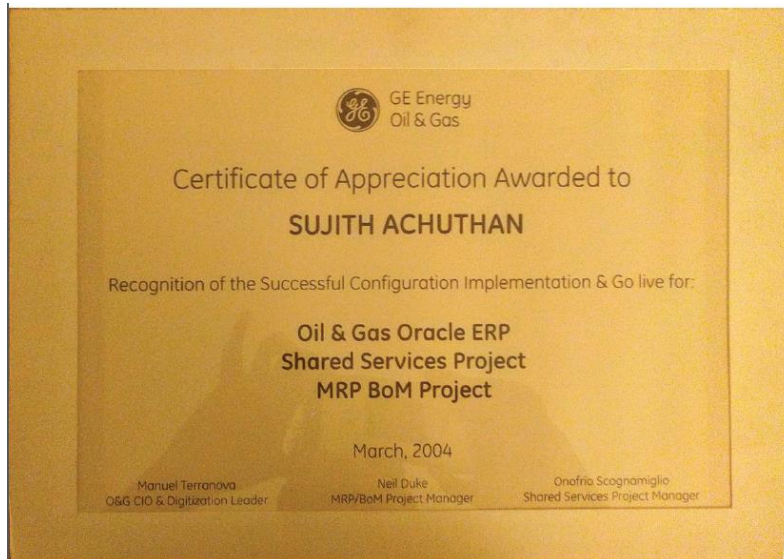 GE Energy
Oil & Gas
Certificate of Appreciation Awarded to
SUJITH ACHUTHAN
Recognition of the Successful Configuration Implementation & Go live for:
Oil & Gas Oracle ERP
Shared Services Project
MRP BoM Project
March, 2004
Manuel Terranova
O&G CIO & Digitization Leader
Neil Duke
MRP/BoM Project Manager
Onofrio Scognamiglio
Shared Services Project Manager